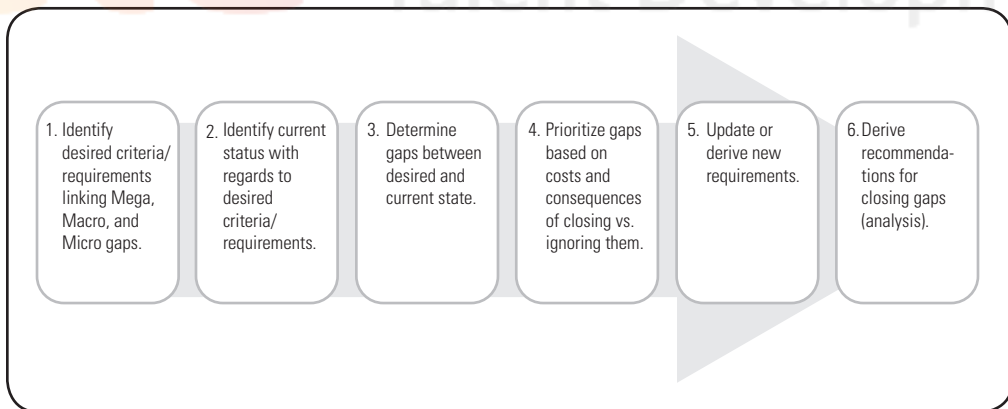 Talent Develop
1. Identify
desired criteria/
requirements
linking Mega,
Macro, and
Micro gaps.
2. Identify current
status with
regards to
desired
criteria/
requirements.
3. Determine
gaps between
desired and
current state.
4. Prioritize gaps
based on
costs and
consequences
of closing vs.
ignoring them.
5. Update or
derive new
requirements.
6. Derive
recommenda-
tions for
closing gaps
(analysis).